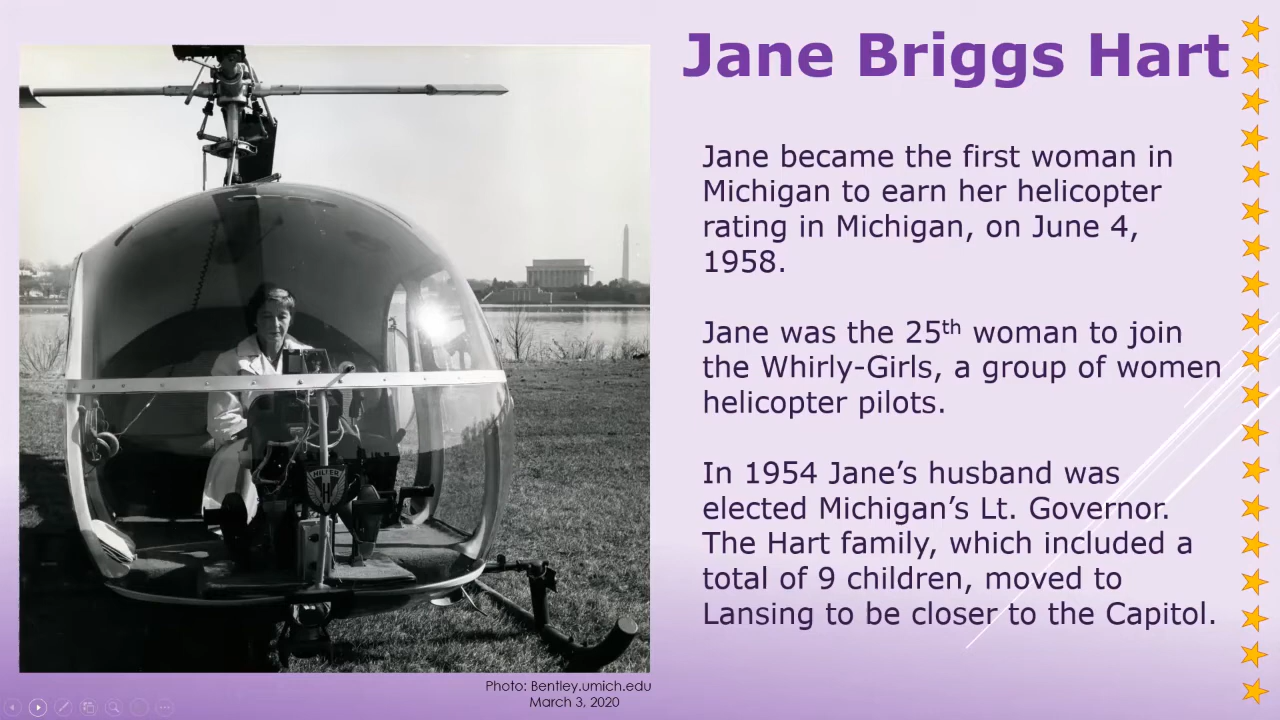 Jane Briggs Hart
Jane became the first woman in
Michigan to earn her helicopter
rating in Michigan, on June 4,
1958.
Jane was the 25th woman to join
the Whirly-Girls, a group of women
helicopter pilots.
In 1954 Jane’s husband was
elected Michigan’s Lt. Governor.
The Hart family, which included a
total of 9 children, moved to
Lansing to be closer to the Capitol.
HILLER
Photo: Bentley.umich.edu
March 3, 2020